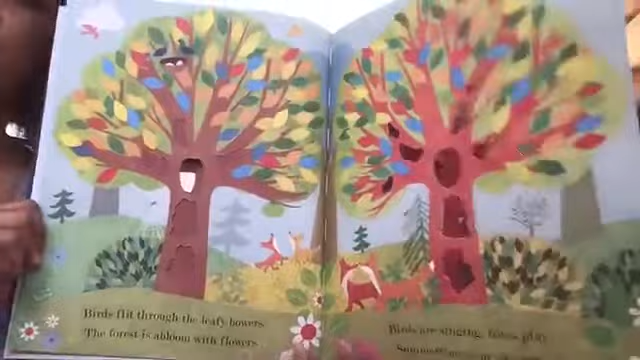 Birds flit through the leafy bowers.
The forest is abloom with flowers.
Birds are singing, foxes play.